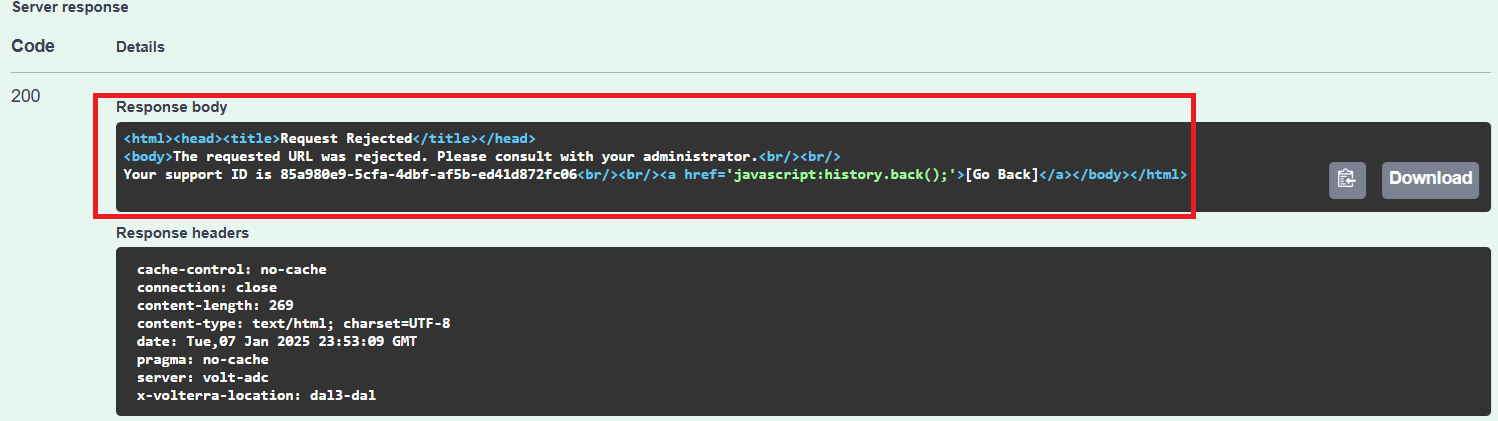 Server response
Code Details
200
Response body
<html><head><title>Request Rejected</title></head>
<body>The requested URL was rejected. Please consult with your administrator.<br/><br/>
Your support ID is 85a980e9-5cfa-4dbf-af5b-ed41d872fc06<br/><br/><a href='javascript:history.back();'>[Go Back]</a></body></html>
Download
Response headers
cache-control: no-cache
connection: close
content-length: 269
content-type: text/html; charset=UTF-8
date: Tue,07 Jan 2025 23:53:09 GMT
pragma: no-cache
server: volt-adc
x-volterra-location: dal3-dal